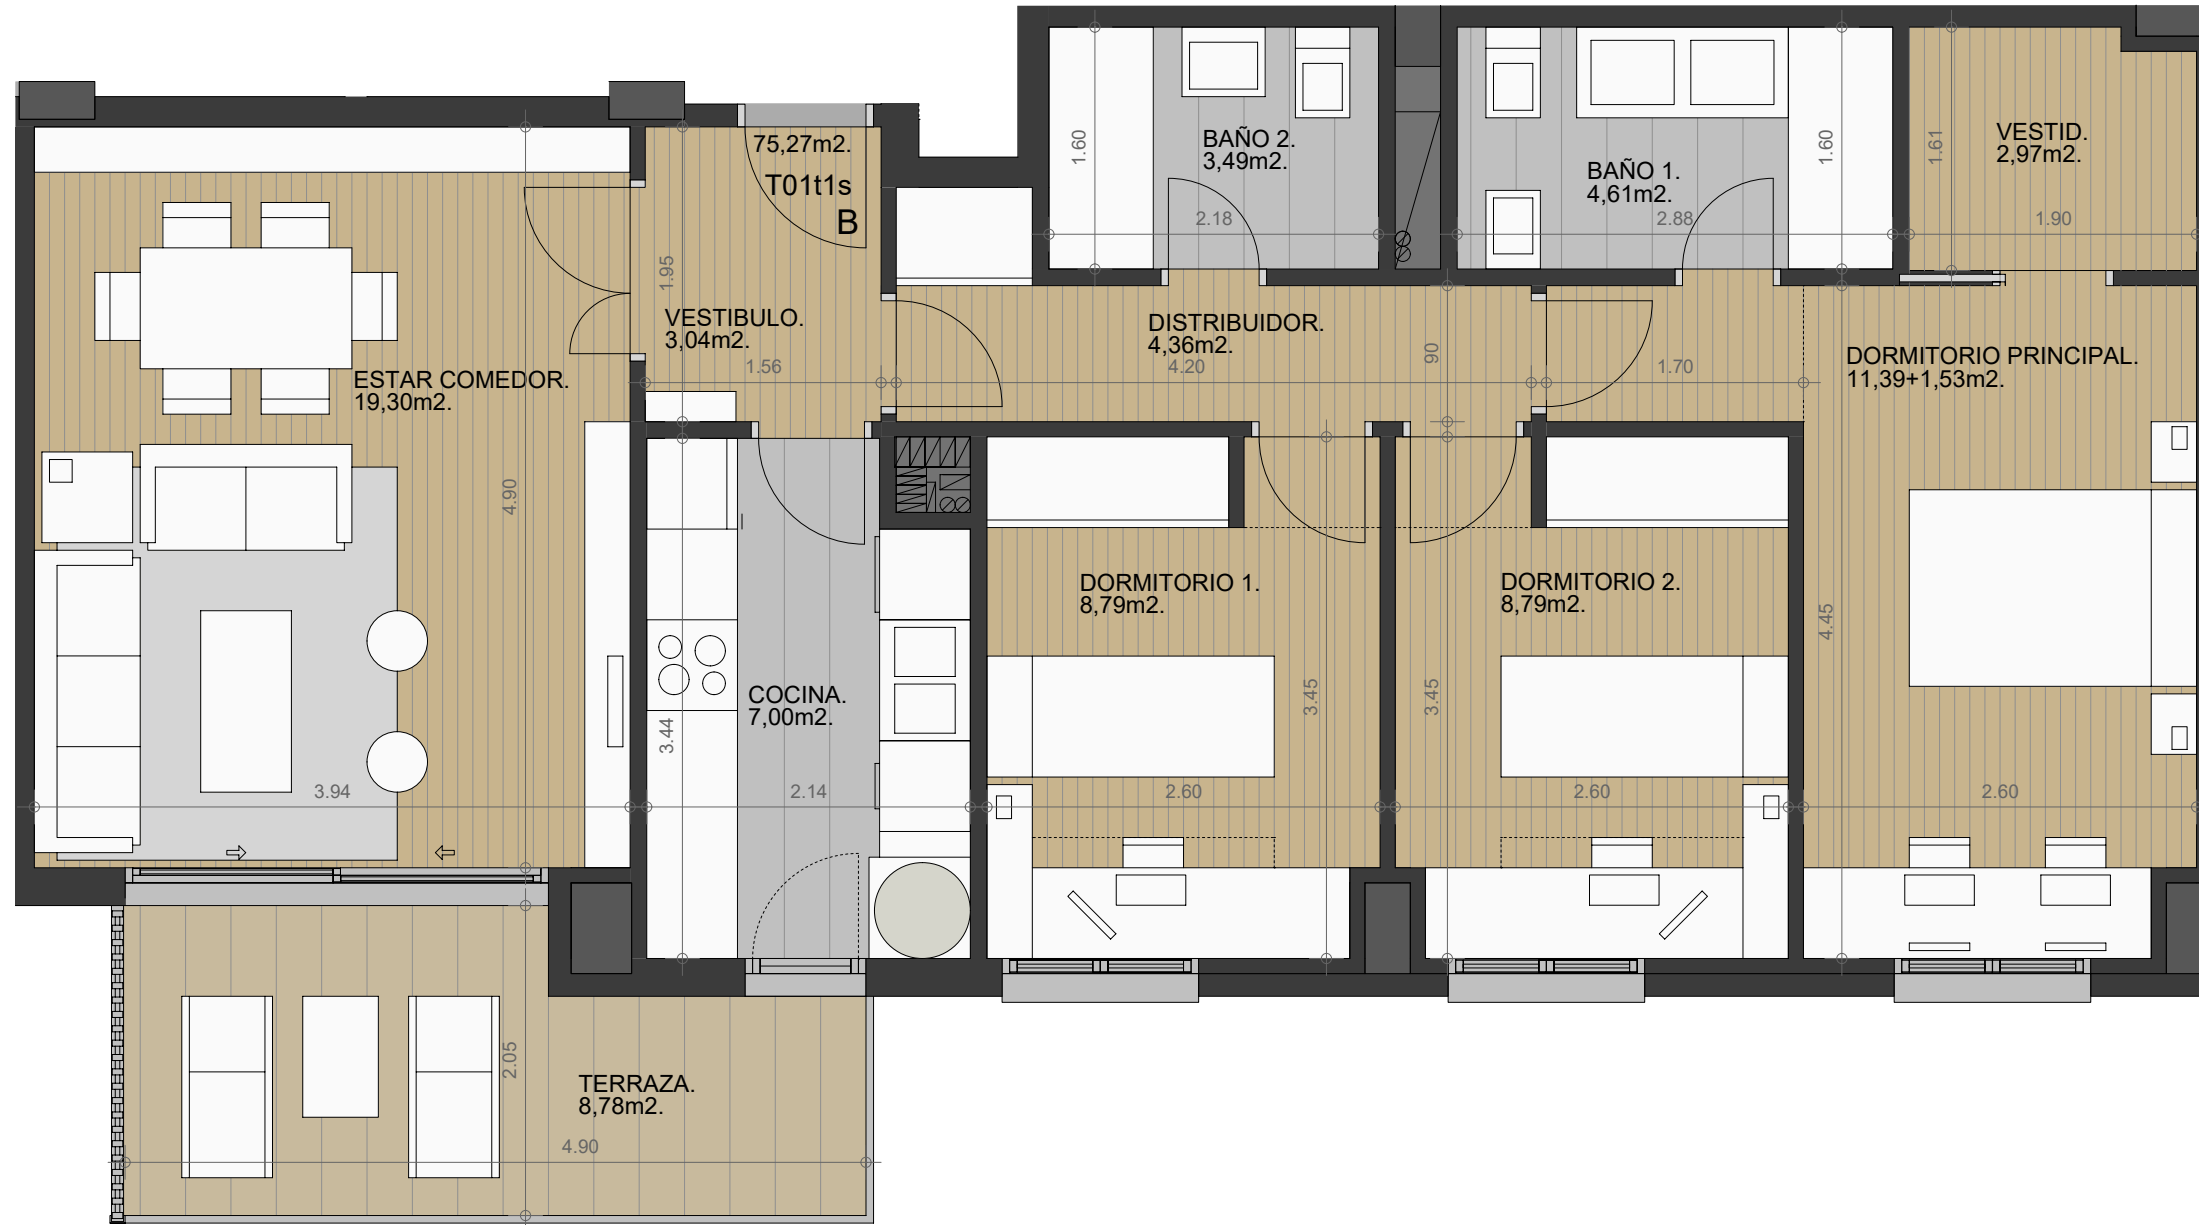 75,27m2.
T01t1s
B
BAÑO 2.
3,49m2.
1.60
2.18
BAÑO 1.
4,61m2.
1.60
2.88
VESTID.
2,97m2.
1.61
1.90
VESTIBULO.
3,04m2.
1.95
1.56
DISTRIBUIDOR.
4,36m2.
4.20
90
1.70
DORMITORIO PRINCIPAL.
11,39+1,53m2.
4.45
2.60
ESTAR COMEDOR.
19,30m2.
4.90
3.94
COCINA.
7,00m2.
3.44
2.14
DORMITORIO 1.
8,79m2.
3.45
2.60
DORMITORIO 2.
8,79m2.
3.45
2.60
TERRAZA.
8,78m2.
2.05
4.90